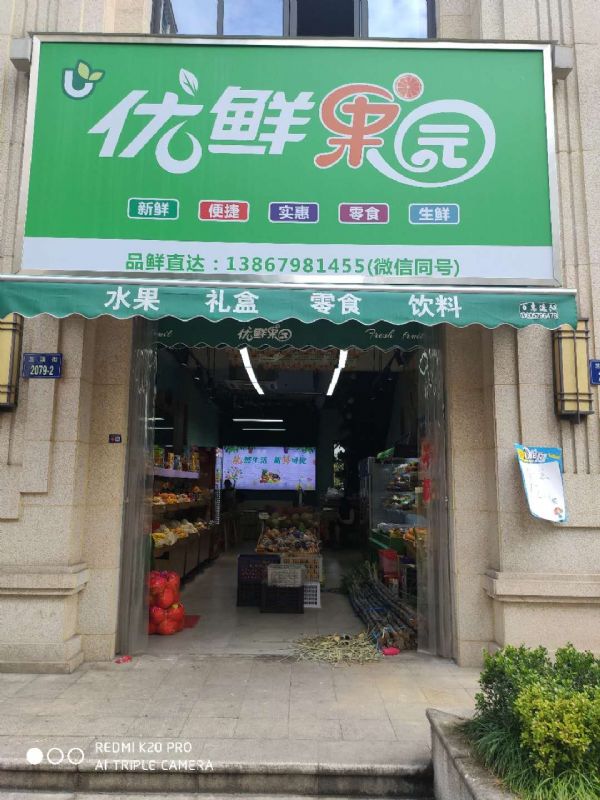 优鲜果园
新鲜 便捷 实惠 零食 生鲜
品鲜直达：13867981455(微信同号)
水果 礼盒 零食 饮料
优鲜果园 Fresh fruit
2079-2
REDMI K20 PRO
AI TRIPLE CAMERA